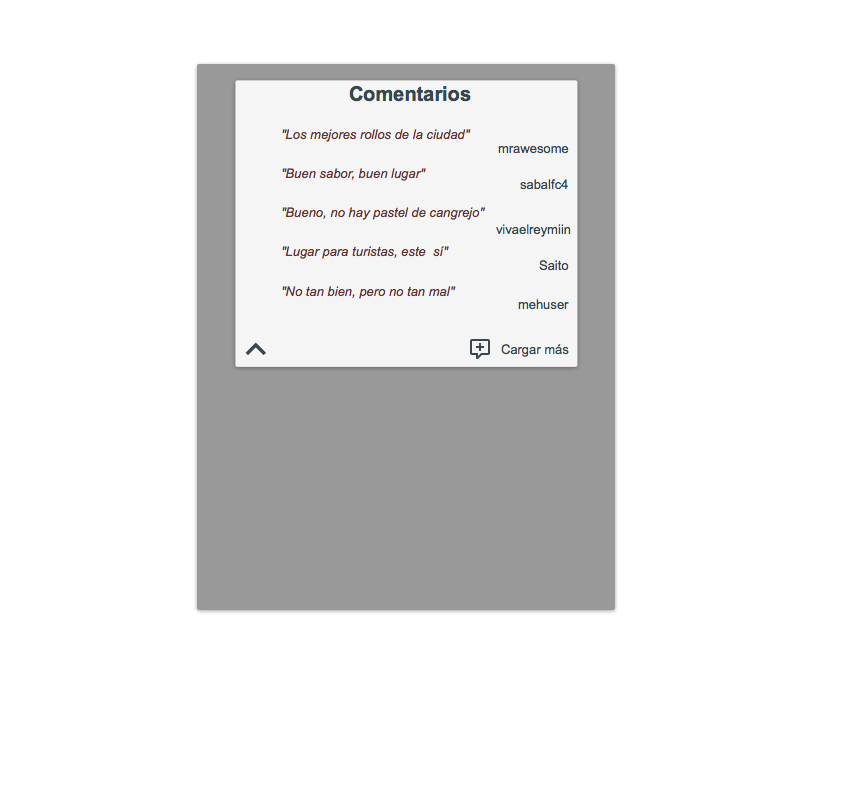 Comentarios
"Los mejores rollos de la ciudad"
mrawesome
"Buen sabor, buen lugar"
sabalfc4
"Bueno, no hay pastel de cangrejo"
vivaelreymiin
"Lugar para turistas, este  sí"
Saito
"No tan bien, pero no tan mal"
mehuser
Cargar más